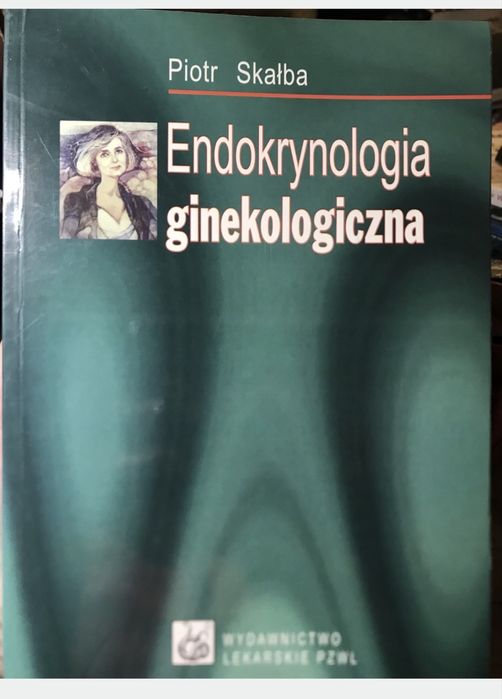 Piotr Skałba
Endokrynologia
ginekologiczna
WYDAWNICTWO
LEKARSKIE PZWL